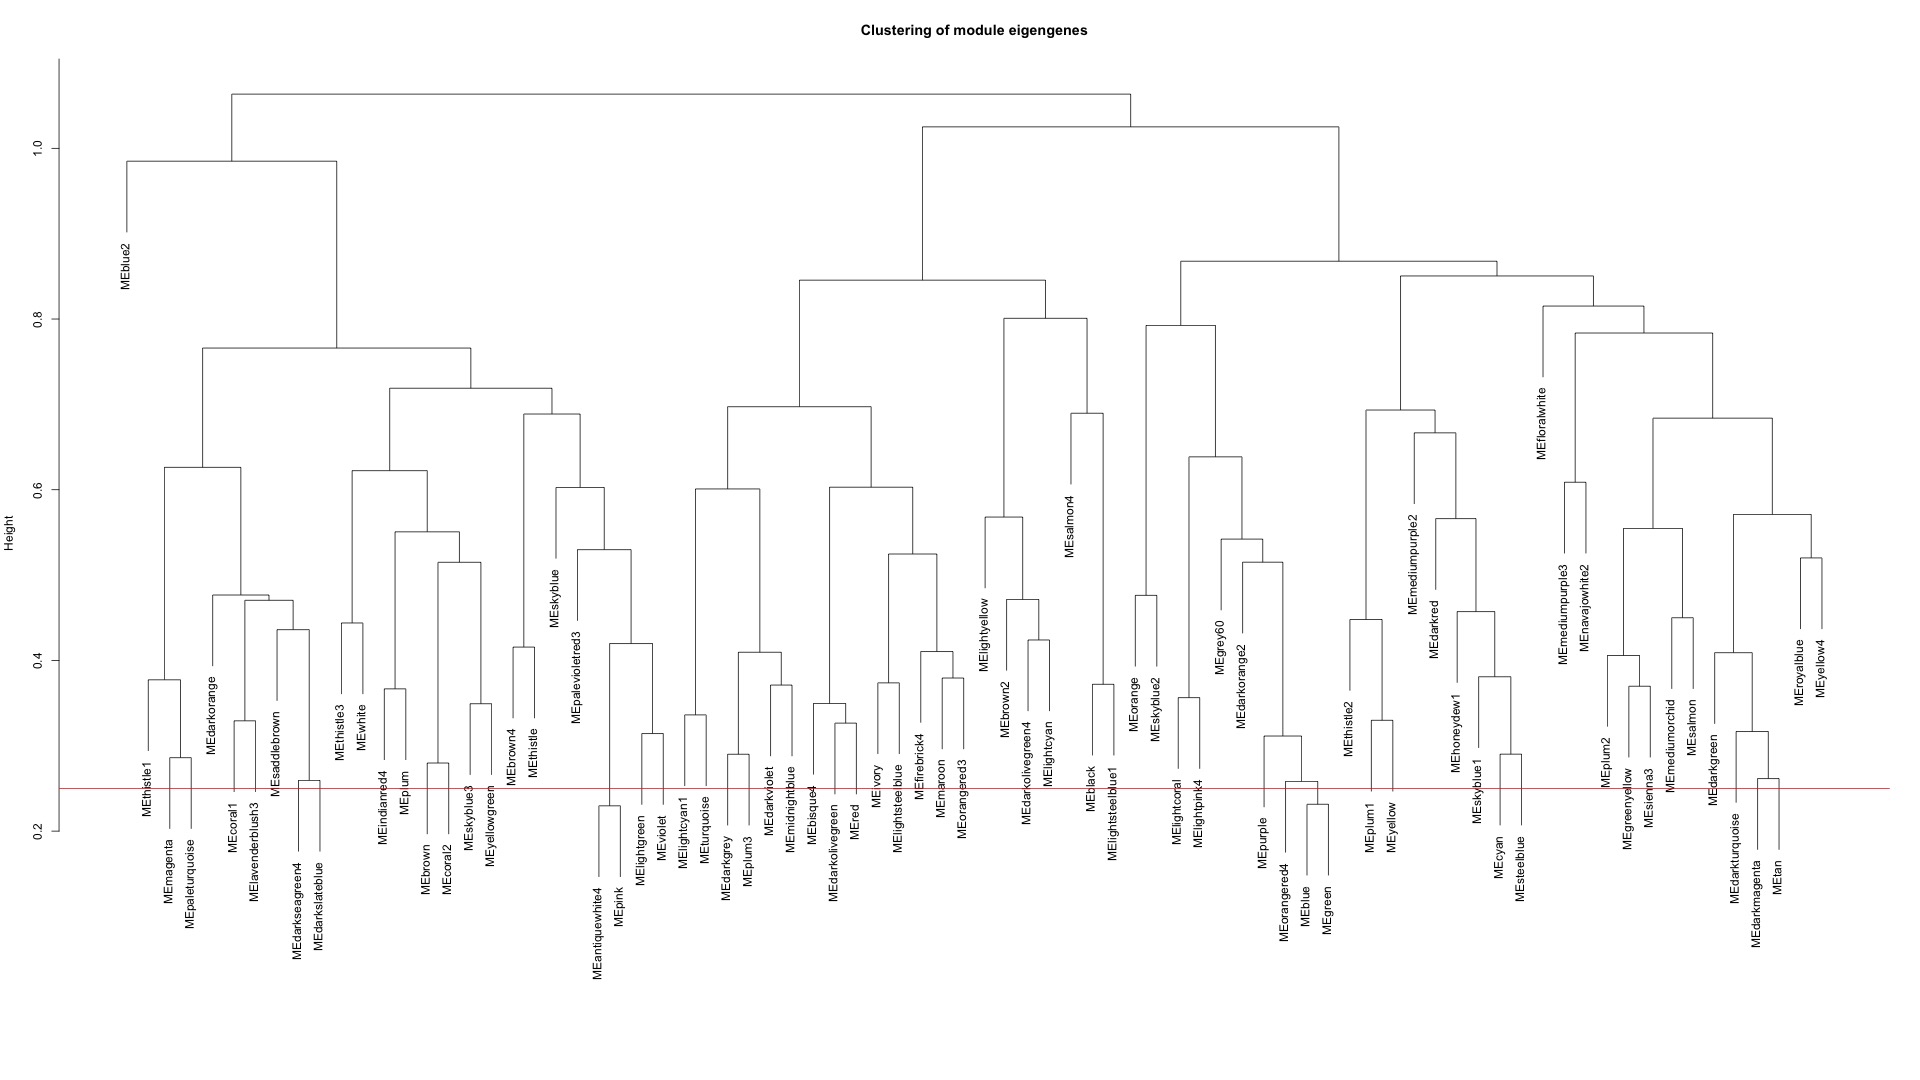 Clustering of module eigengenes
Height
0.2
0.4
0.6
0.8
1.0
MEblue2
MEthistle1
MEmagenta
MEpaleturquoise
MEdarkorange
MEcoral1
MElavenderblush3
MEsaddlebrown
MEdarkseagreen4
MEdarkslateblue
MEthistle3
MEwhite
MEindianred4
MEplum
MEbrown
MEcoral2
MEskyblue3
MEyellowgreen
MEbrown4
MEthistle
MEskyblue
MEpalevioletred3
MEantiquewhite4
MEpink
MElightgreen
MEviolet
MElightcyan1
MEturquoise
MEdarkgrey
MEplum3
MEdarkviolet
MEmidnightblue
MEbisque4
MEdarkolivegreen
MEred
MEivory
MElightsteelblue
MEfirebrick4
MEmaroon
MEorangered3
MElightyellow
MEbrown2
MEdarkolivegreen4
MElightcyan
MEsalmon4
MEblack
MElightsteelblue1
MEorange
MEskyblue2
MElightcoral
MElightpink4
MEgrey60
MEdarkorange2
MEpurple
MEorangered4
MEblue
MEgreen
MEthistle2
MEplum1
MEyellow
MEmediumpurple2
MEdarkred
MEhoneydew1
MEskyblue1
MEcyan
MEsteelblue
MEfloralwhite
MEmediumpurple3
MEnavajowhite2
MEplum2
MEgreenyellow
MEsienna3
MEmediumorchid
MEsalmon
MEdarkgreen
MEdarkturquoise
MEdarkmagenta
MEtan
MEroyalblue
MEyellow4